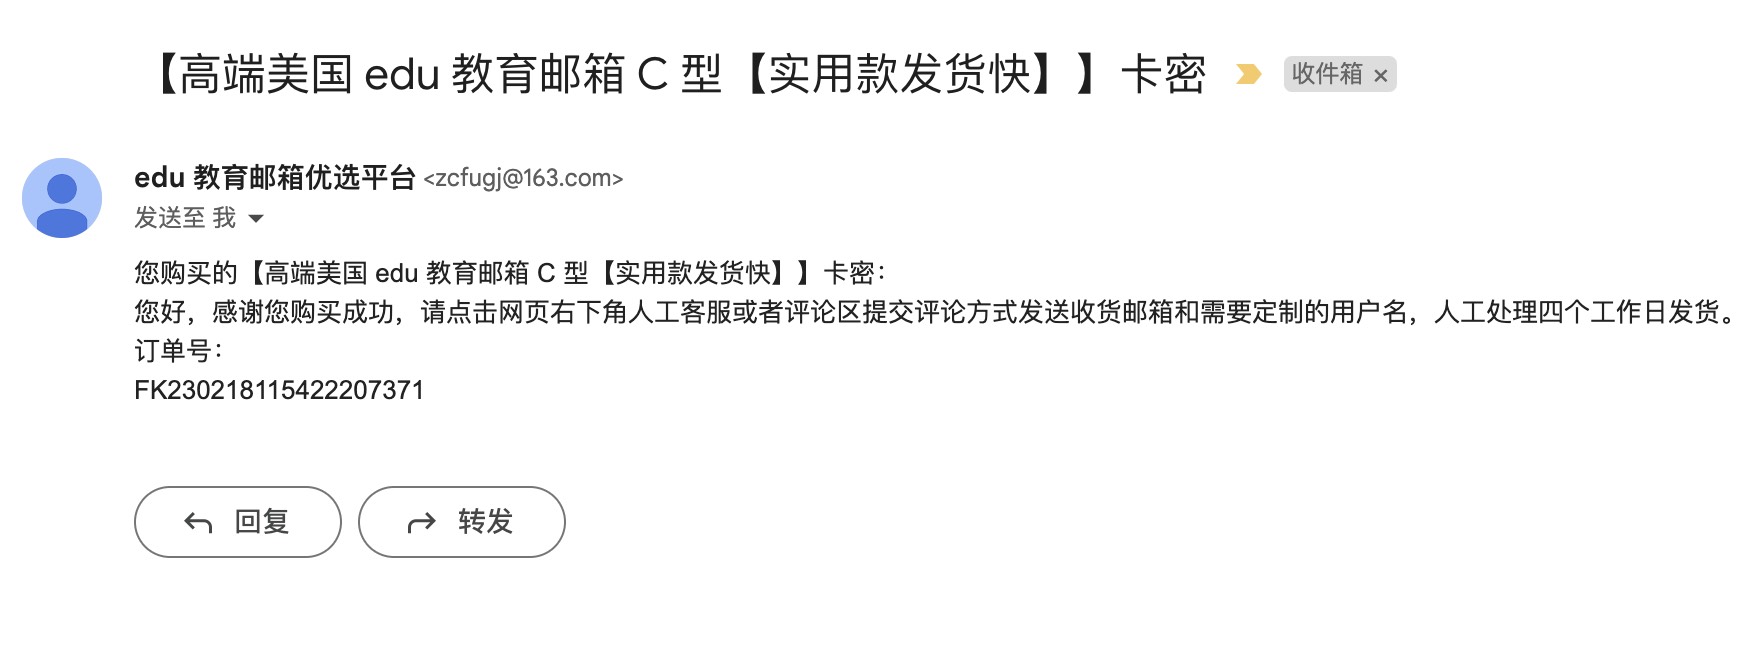 【高端美国 edu 教育邮箱 C 型【实用款发货快】】卡密
收件箱 ×
edu 教育邮箱优选平台 <zcfugj@163.com>
发送至 我
您购买的【高端美国 edu 教育邮箱 C 型【实用款发货快】】卡密：
您好，感谢您购买成功，请点击网页右下角人工客服或者评论区提交评论方式发送收货邮箱和需要定制的用户名，人工处理四个工作日发货。
订单号：
FK230218115422207371
回复
转发